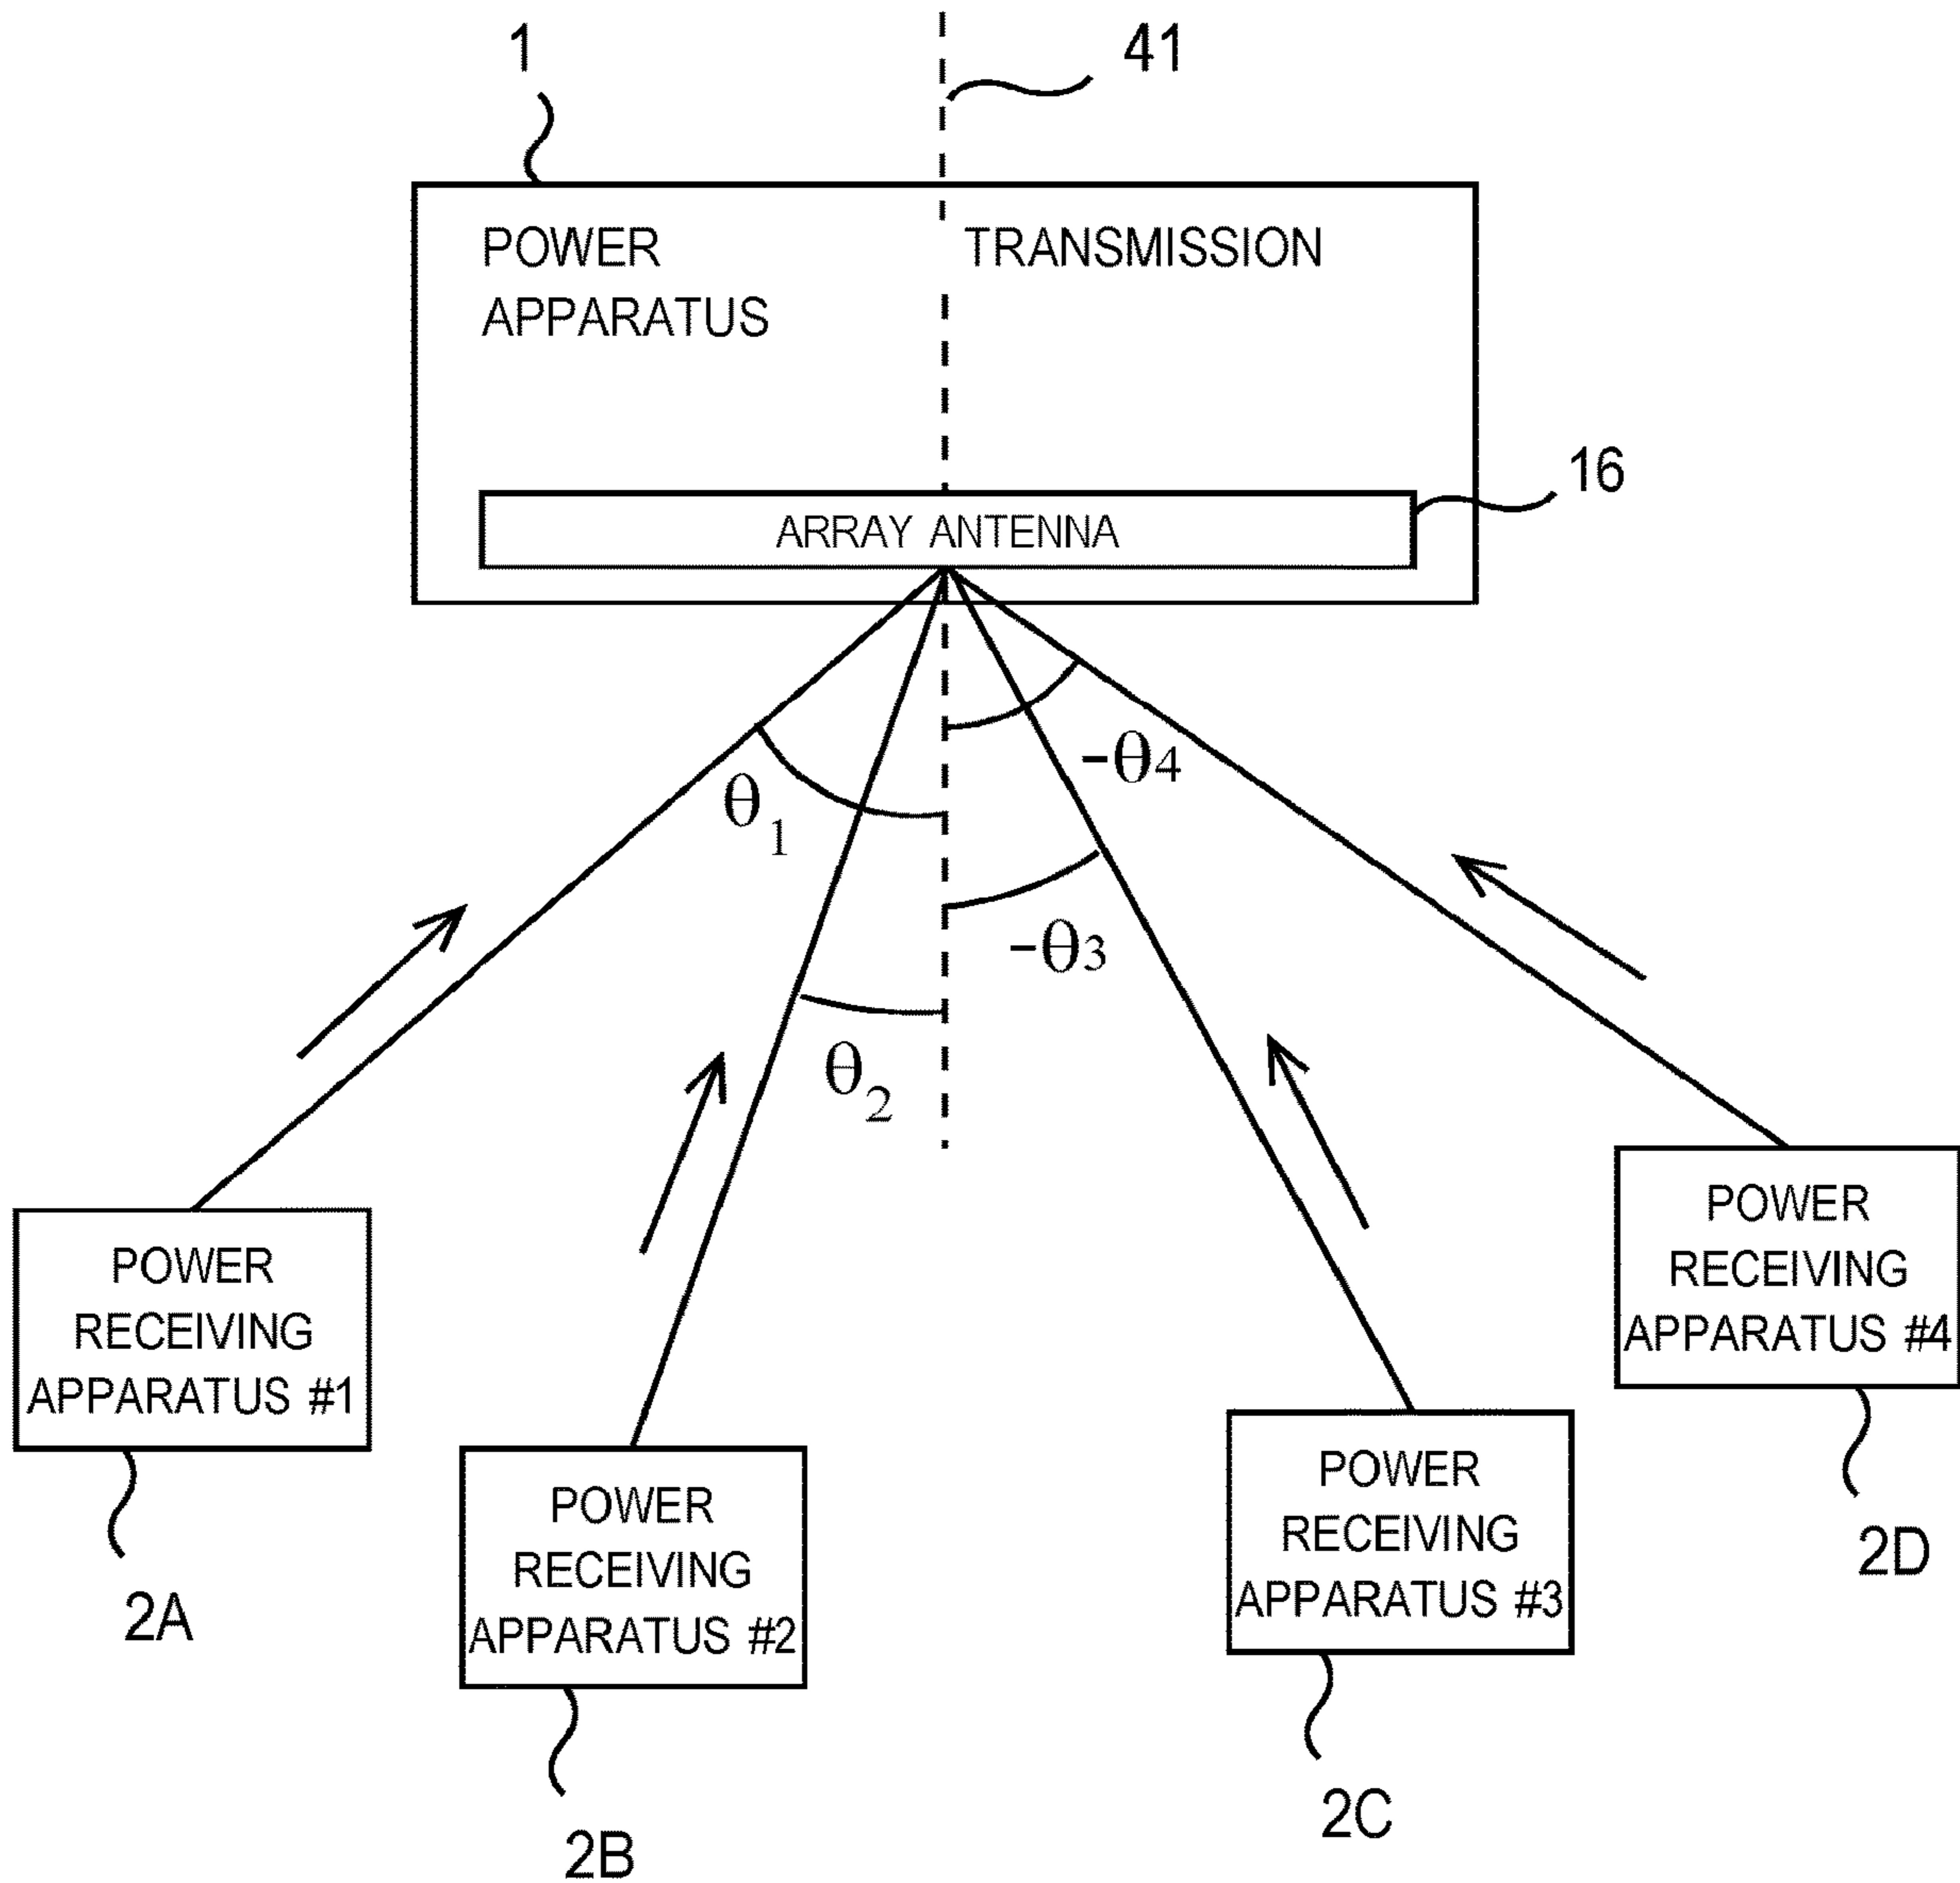 1
41
POWER TRANSMISSION
APPARATUS
16
ARRAY ANTENNA
-θ4
θ1
-θ3
θ2
POWER
RECEIVING
APPARATUS #1
2A
POWER
RECEIVING
APPARATUS #2
2B
POWER
RECEIVING
APPARATUS #3
2C
POWER
RECEIVING
APPARATUS #4
2D